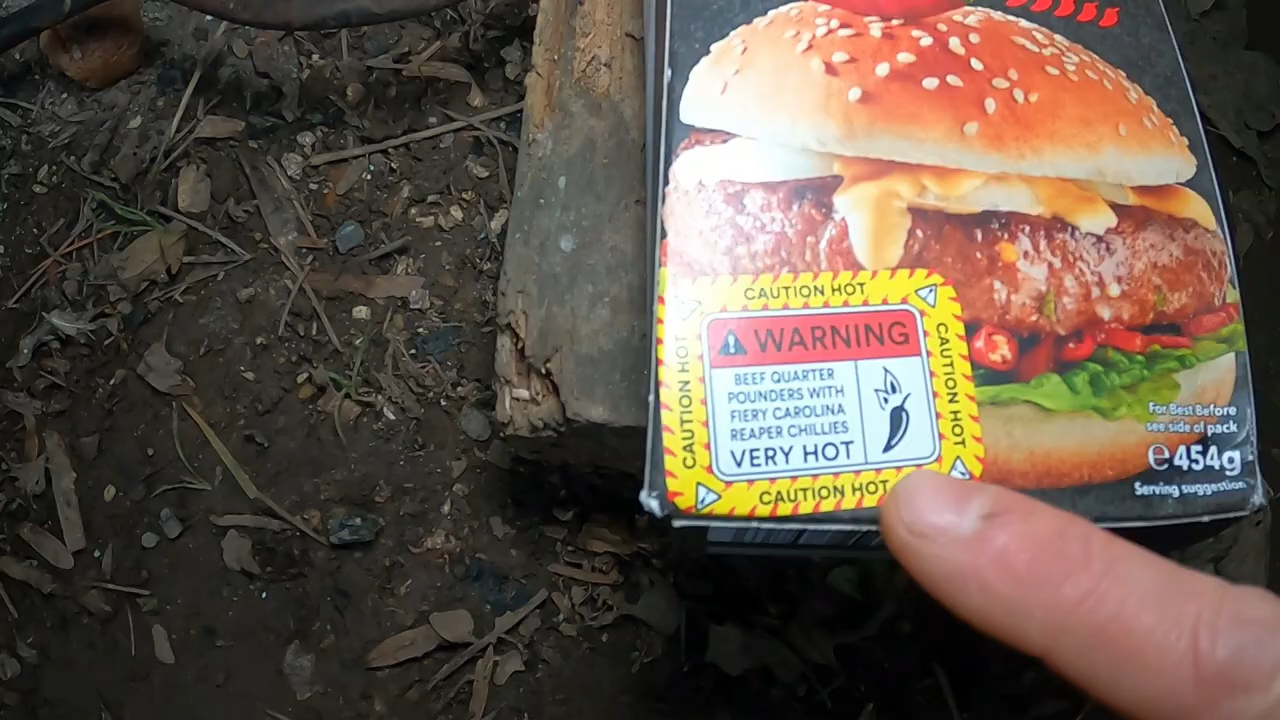 CAUTION HOT
WARNING
BEEF QUARTER
POUNDERS WITH
FIERY CAROLINA
REAPER CHILLIES
VERY HOT
CAUTION HOT
CAUTION HOT
CAUTION HOT
For Best Before
see side of pack
e454g
Serving suggestion